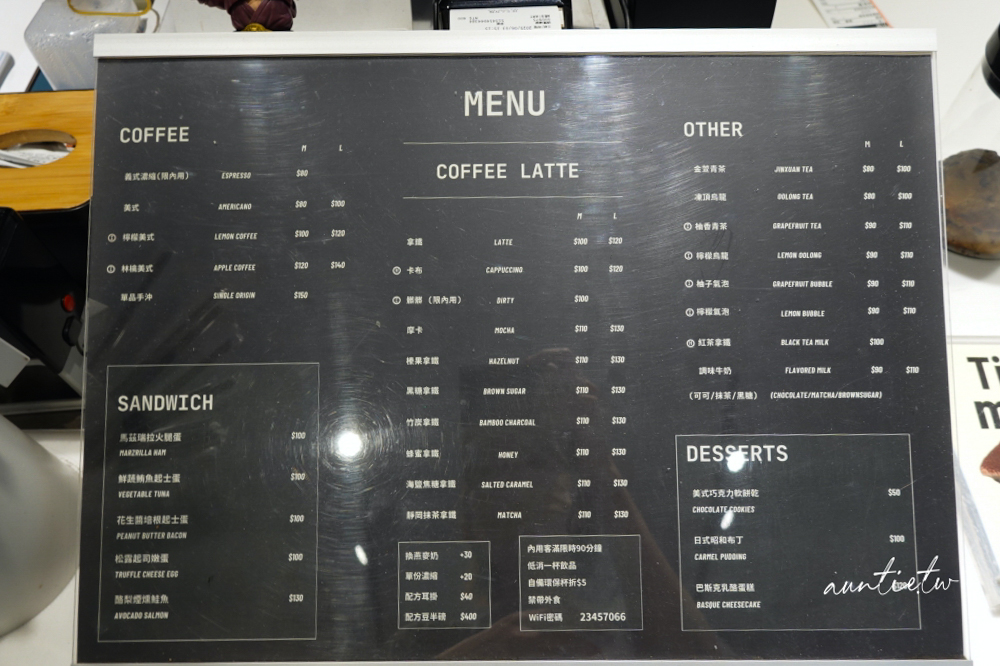 MENU
COFFEE
M L
義式濃縮(限內用) ESPRESSO $80
美式 AMERICANO $80 $100
Ⓘ 檸檬美式 LEMON COFFEE $100 $120
Ⓘ 林檎美式 APPLE COFFEE $120 $140
單品手沖 SINGLE ORIGIN $150
SANDWICH
馬茲瑞拉火腿蛋 $100
MARZRILLA HAM
鮮蔬鮪魚起士蛋 $100
VEGETABLE TUNA
花生醬培根起士蛋 $100
PEANUT BUTTER BACON
松露起司嫩蛋 $100
TRUFFLE CHEESE EGG
酪梨煙燻鮭魚 $130
AVOCADO SALMON
COFFEE LATTE
M L
拿鐵 LATTE $100 $120
Ⓗ 卡布 CAPPUCCINO $100 $120
Ⓘ 髒髒 (限內用) DIRTY $100
摩卡 MOCHA $110 $130
榛果拿鐵 HAZELNUT $110 $130
黑糖拿鐵 BROWN SUGAR $110 $130
竹炭拿鐵 BAMBOO CHARCOAL $110 $130
蜂蜜拿鐵 HONEY $110 $130
海鹽焦糖拿鐵 SALTED CARAMEL $110 $130
靜岡抹茶拿鐵 MATCHA $110 $130
換燕麥奶 +30
單份濃縮 +20
配方耳掛 $40
配方豆半磅 $400
內用客滿限時90分鐘
低消一杯飲品
自備環保杯折$5
禁帶外食
WiFi密碼 23457066
OTHER
M L
金萱青茶 JINXUAN TEA $80 $100
凍頂烏龍 OOLONG TEA $80 $100
Ⓘ 柚香青茶 GRAPEFRUIT TEA $90 $110
Ⓘ 檸檬烏龍 LEMON OOLONG $90 $110
Ⓘ 柚子氣泡 GRAPEFRUIT BUBBLE $90 $110
Ⓘ 檸檬氣泡 LEMON BUBBLE $90 $110
Ⓗ 紅茶拿鐵 BLACK TEA MILK $100
調味牛奶 FLAVORED MILK $90 $110
(可可/抹茶/黑糖) (CHOCOLATE/MATCHA/BROWNSUGAR)
DESSERTS
美式巧克力軟餅乾 $50
CHOCOLATE COOKIES
日式昭和布丁 $100
CARMEL PUDDING
巴斯克乳酪蛋糕
BASQUE CHEESECAKE
auntie.tw